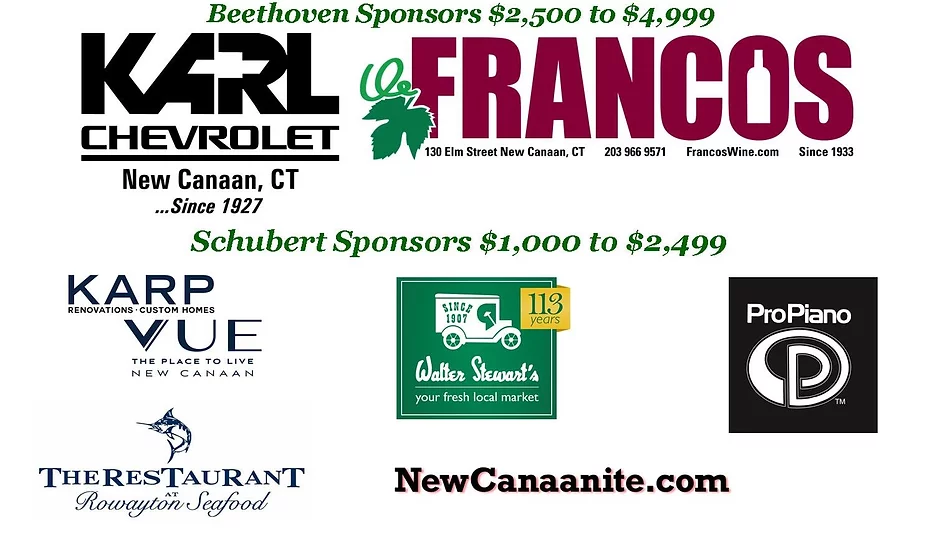 Beethoven Sponsors $2,500 to $4,999
KARL
CHEVROLET
New Canaan, CT
...Since 1927
De
FRANCOS
130 Elm Street New Canaan, CT 203 966 9571 FrancosWine.com Since 1933
Schubert Sponsors $1,000 to $2,499
KARP
RENOVATIONS · CUSTOM HOMES
VUE
THE PLACE TO LIVE
NEW CANAAN
SINCE
1907
113
years
Walter Stewart's
your fresh local market
ProPiano
TM
THERESTAURANT
AT
Rowayton Seafood
NewCanaanite.com